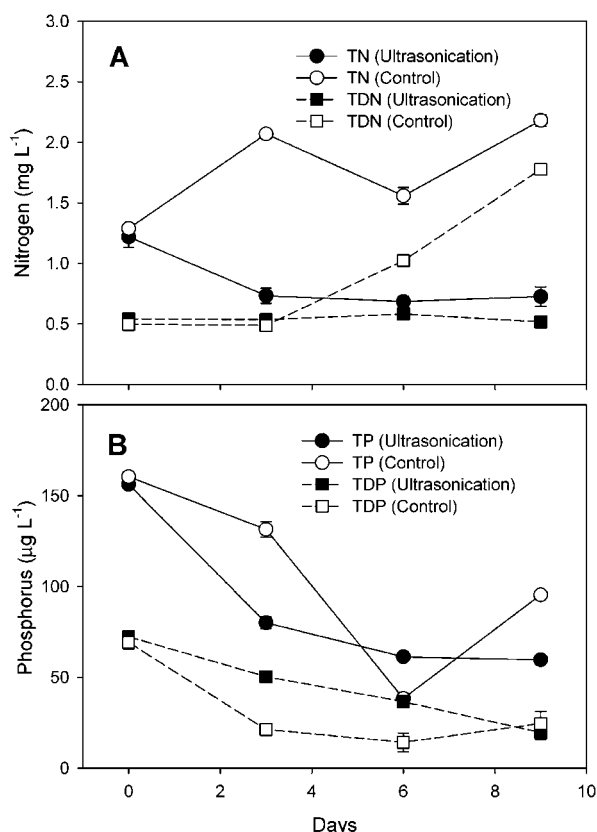 3.0
A
TN (Ultrasonication)
TN (Control)
TDN (Ultrasonication)
TDN (Control)
2.5
2.0
1.5
1.0
0.5
0.0
Nitrogen (mg L⁻¹)
200
B
TP (Ultrasonication)
TP (Control)
TDP (Ultrasonication)
TDP (Control)
150
100
50
0
Phosphorus (µg L⁻¹)
0 2 4 6 8 10
Days